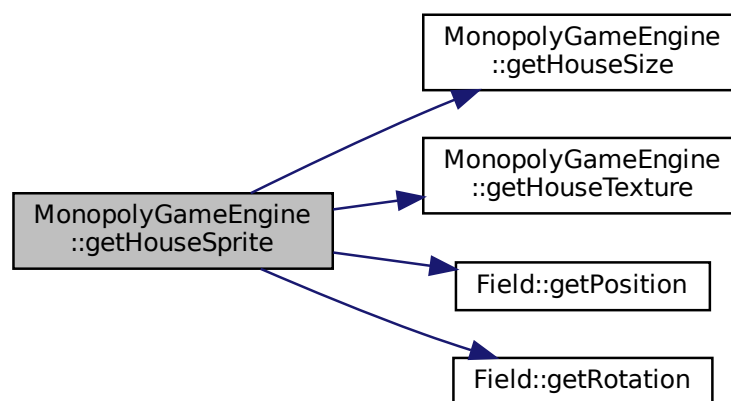 MonopolyGameEngine
::getHouseSize
MonopolyGameEngine
::getHouseTexture
MonopolyGameEngine
::getHouseSprite
Field::getPosition
Field::getRotation